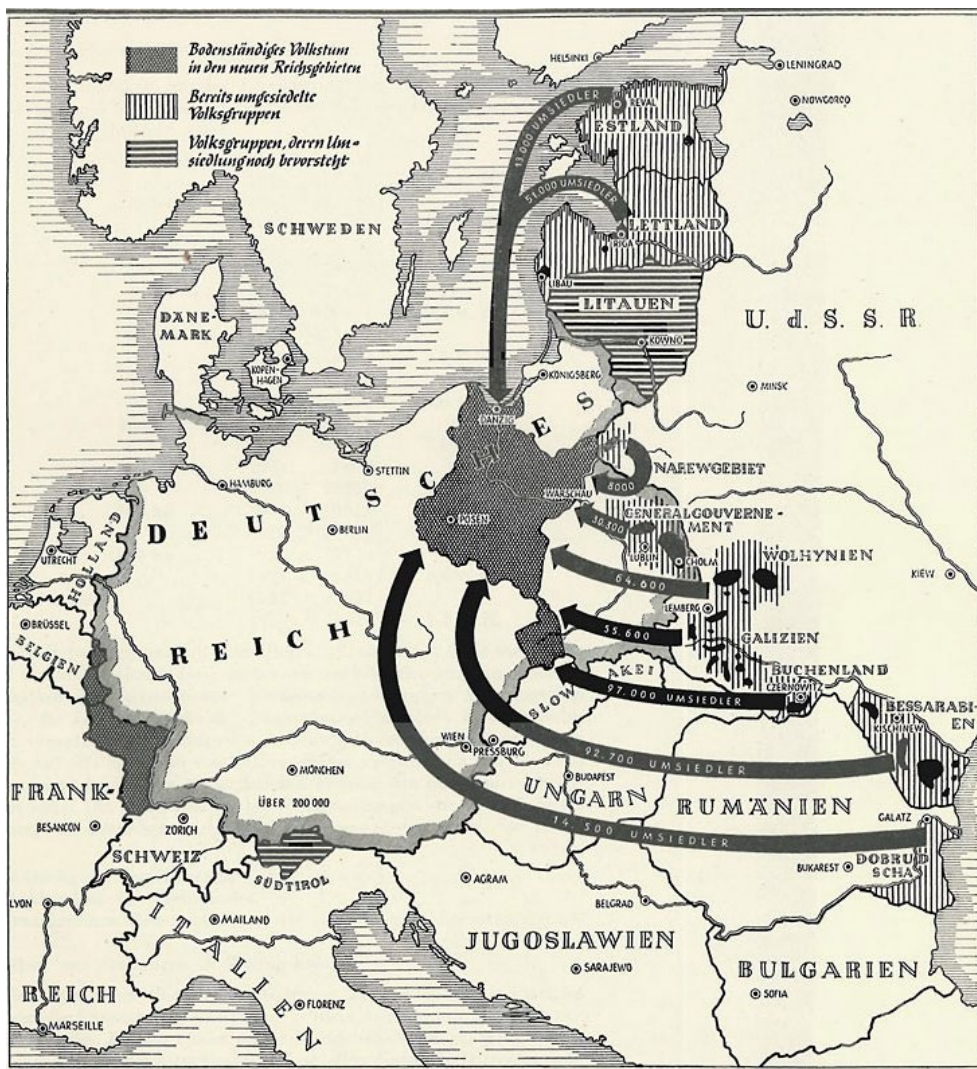 Bodenständiges Volkstum
in den neuen Reichsgebieten
Bereits umgesiedelte
Volksgruppen
Volksgruppen, deren Um-
siedlung noch bevorsteht
HELSINKI
LENINGRAD
NOWGOROD
REVAL
ESTLAND
13.000 UMSIEDLER
51.000 UMSIEDLER
SCHWEDEN
LETTLAND
RIGA
LIBAU
LITAUEN
KOWNO
U. d. S. S. R.
DÄNE-
MARK
KOPEN-
HAGEN
KÖNIGSBERG
MINSK
DANZIG
STETTIN
HAMBURG
NAREWGEBIET
8000
WARSCHAU
30.500
GENERALGOUVERNE-
MENT
DEUTSCHES
BERLIN
POSEN
LUBLIN
CHOLM
WOLHYNIEN
KIEW
UTRECHT
HOLLAND
64.600
LEMBERG
BRÜSSEL
BELGIEN
REICH
55.600
GALIZIEN
SLOWAKEI
97.000 UMSIEDLER
BUCHENLAND
CZERNOWITZ
BESSARABI-
EN
KISCHINEW
WIEN
PRESSBURG
92.700 UMSIEDLER
MÜNCHEN
BUDAPEST
UNGARN
RUMÄNIEN
FRANK-
ÜBER 200 000
BESANCON
ZÜRICH
SCHWEIZ
14.500 UMSIEDLER
GALATZ
SÜDTIROL
BUKAREST
DOBRUD
SCHA
AGRAM
LYON
BELGRAD
MAILAND
ITALIEN
JUGOSLAWIEN
SARAJEWO
BULGARIEN
SOFIA
REICH
FLORENZ
MARSEILLE